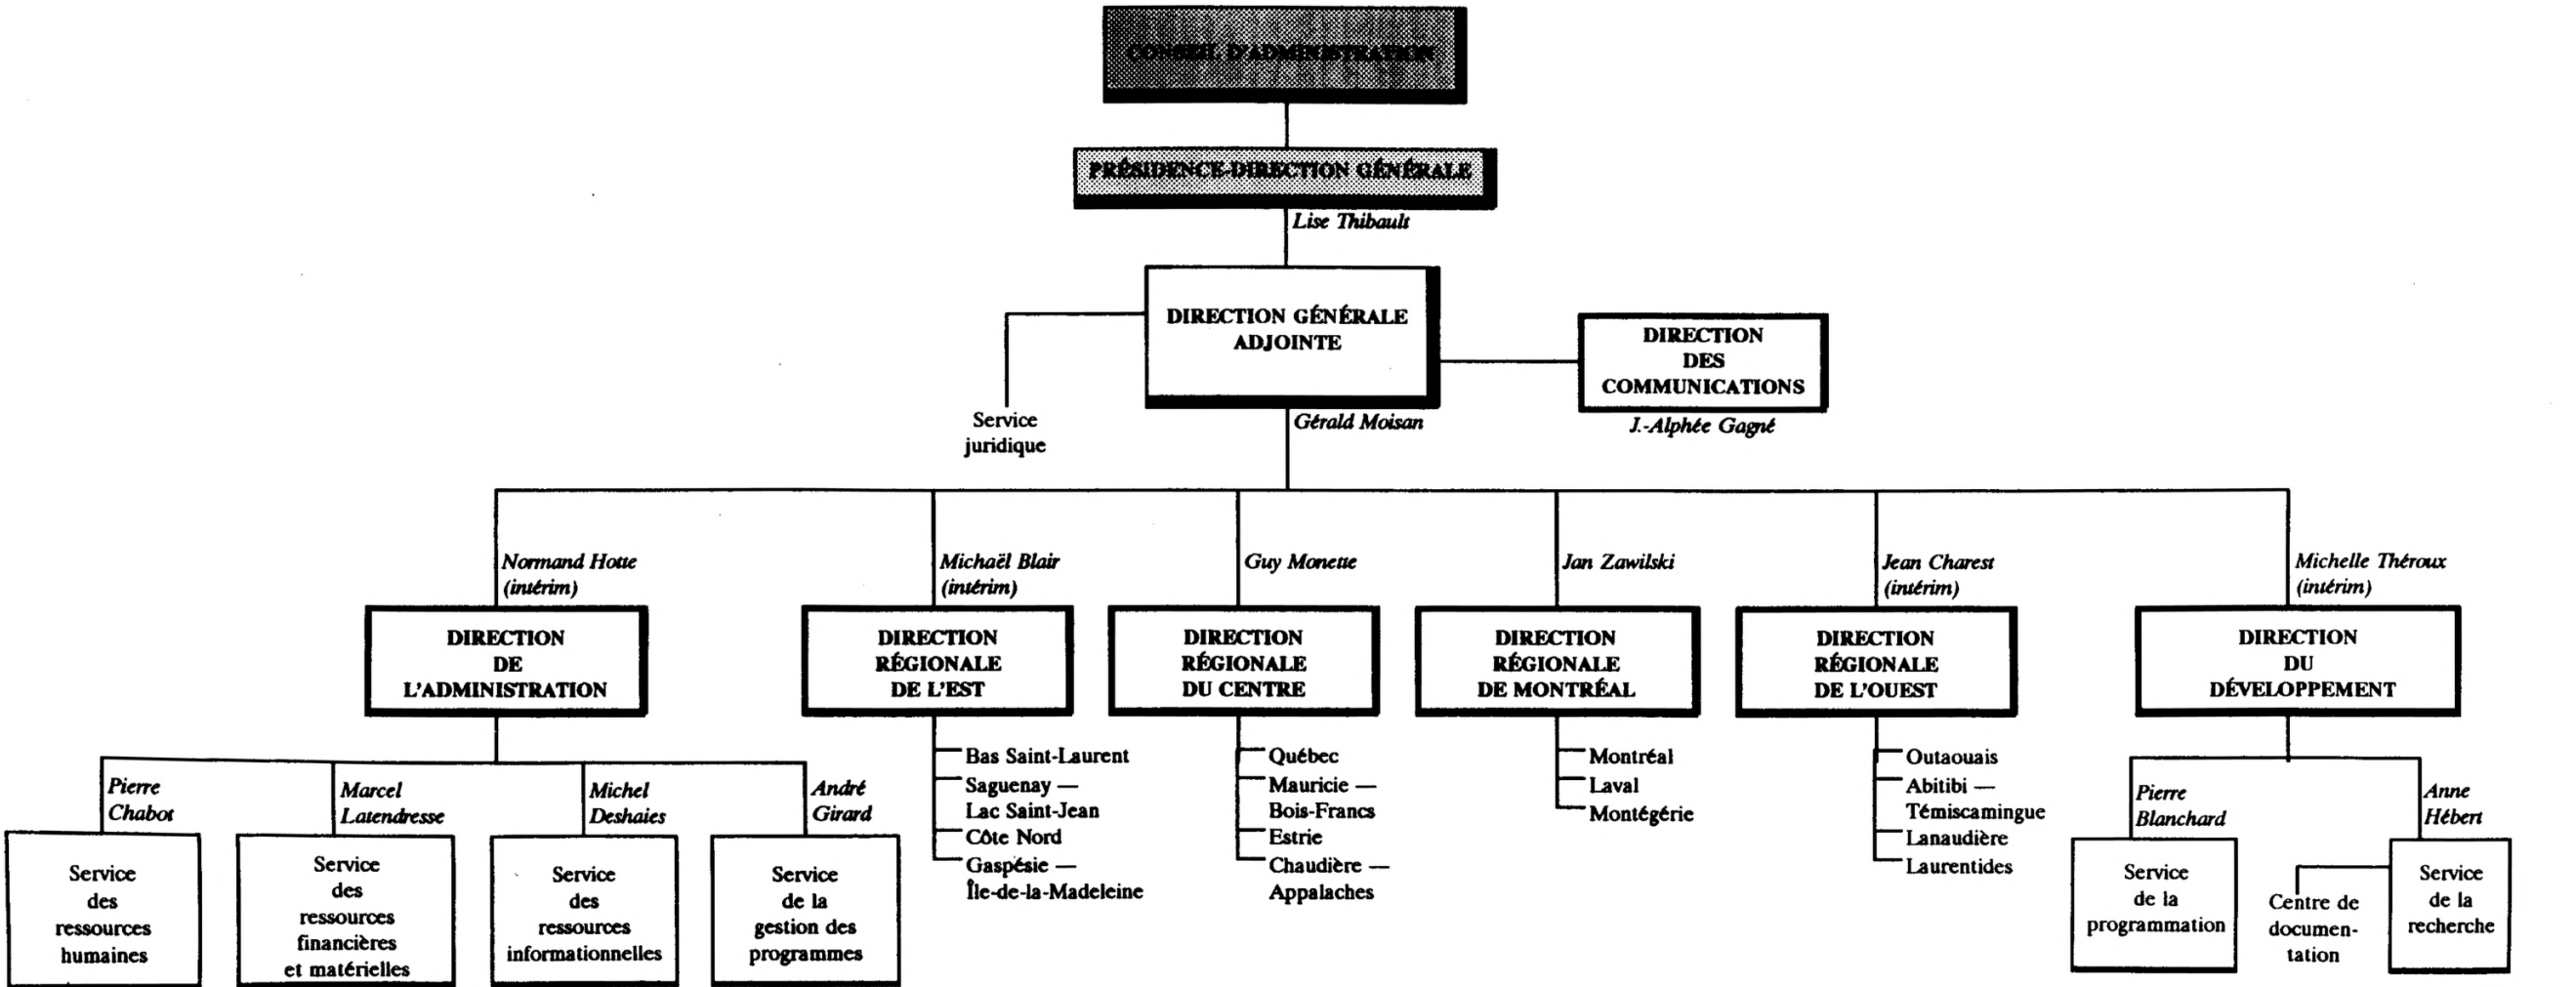 CONSEIL D'ADMINISTRATION
PRÉSIDENCE-DIRECTION GÉNÉRALE
Lise Thibault
DIRECTION GÉNÉRALE
ADJOINTE
Gérald Moisan
Service
juridique
DIRECTION
DES
COMMUNICATIONS
J.-Alphée Gagné
Normand Hotte
(intérim)
DIRECTION
DE
L'ADMINISTRATION
Michaël Blair
(intérim)
DIRECTION
RÉGIONALE
DE L'EST
Guy Monette
DIRECTION
RÉGIONALE
DU CENTRE
Jan Zawilski
DIRECTION
RÉGIONALE
DE MONTRÉAL
Jean Charest
(intérim)
DIRECTION
RÉGIONALE
DE L'OUEST
Michelle Théroux
(intérim)
DIRECTION
DU
DÉVELOPPEMENT
Pierre
Chabot
Service
des
ressources
humaines
Marcel
Latendresse
Service
des
ressources
financières
et matérielles
Michel
Deshaies
Service
des
ressources
informationnelles
André
Girard
Service
de la
gestion des
programmes
Bas Saint-Laurent
Saguenay —
Lac Saint-Jean
Côte Nord
Gaspésie —
Île-de-la-Madeleine
Québec
Mauricie —
Bois-Francs
Estrie
Chaudière —
Appalaches
Montréal
Laval
Montégérie
Outaouais
Abitibi —
Témiscamingue
Lanaudière
Laurentides
Pierre
Blanchard
Service
de la
programmation
Anne
Hébert
Service
de la
recherche
Centre de
documen-
tation